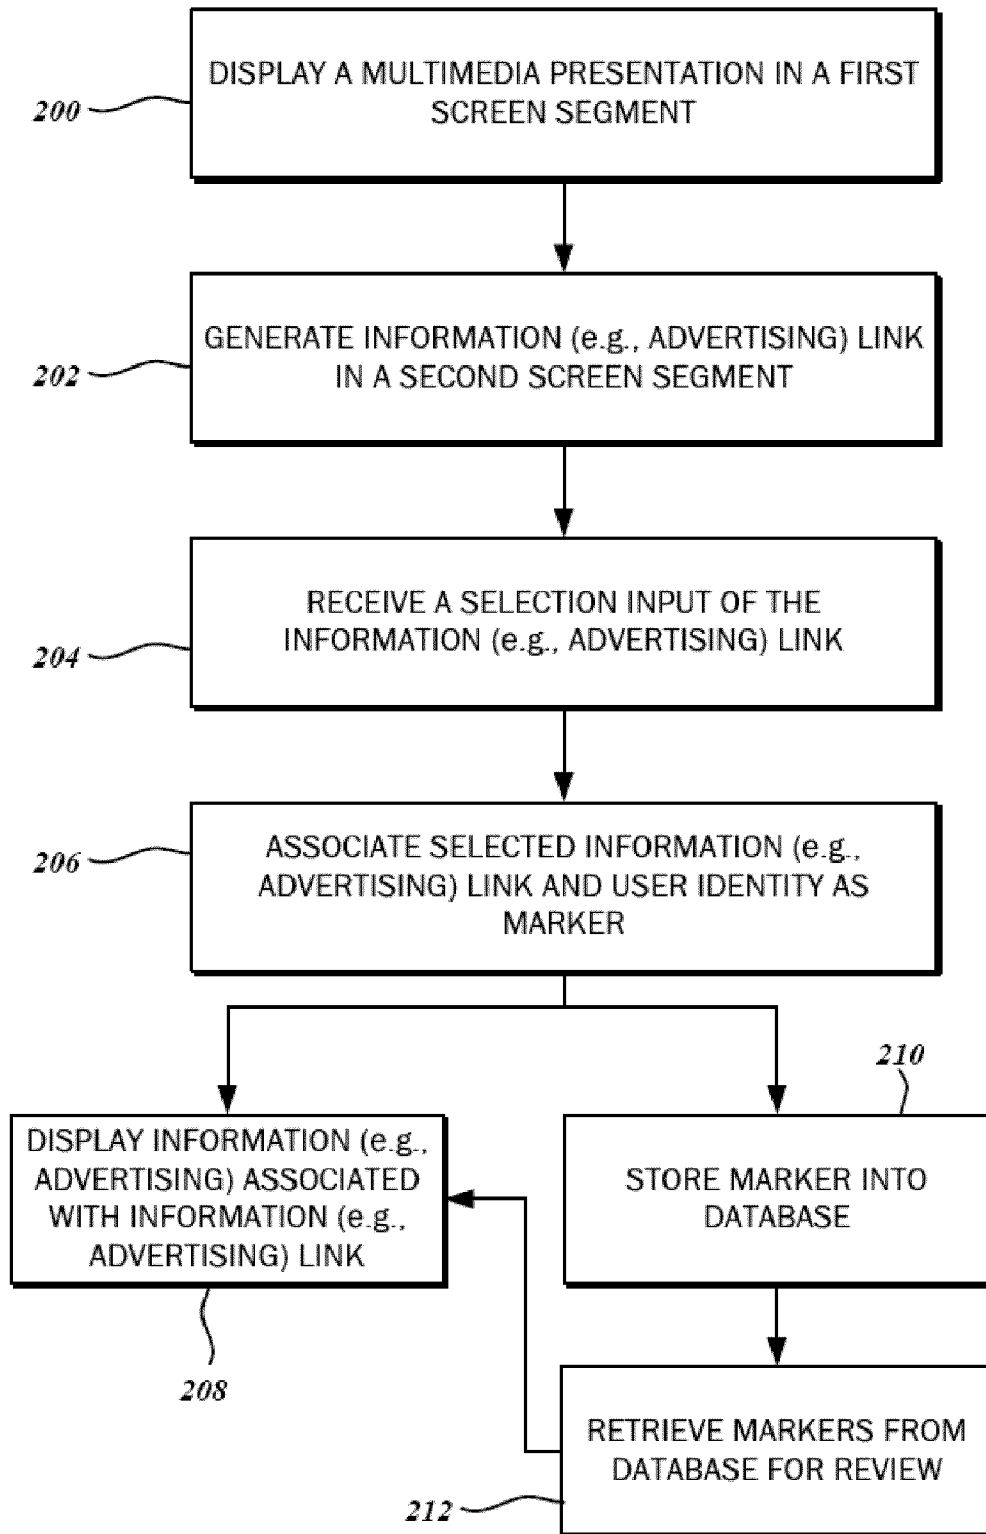 DISPLAY A MULTIMEDIA PRESENTATION IN A FIRST
SCREEN SEGMENT
200
GENERATE INFORMATION (e.g., ADVERTISING) LINK
IN A SECOND SCREEN SEGMENT
202
RECEIVE A SELECTION INPUT OF THE
INFORMATION (e.g., ADVERTISING) LINK
204
ASSOCIATE SELECTED INFORMATION (e.g.,
ADVERTISING) LINK AND USER IDENTITY AS
MARKER
206
210
DISPLAY INFORMATION (e.g.,
ADVERTISING) ASSOCIATED
WITH INFORMATION (e.g.,
ADVERTISING) LINK
STORE MARKER INTO
DATABASE
208
RETRIEVE MARKERS FROM
DATABASE FOR REVIEW
212